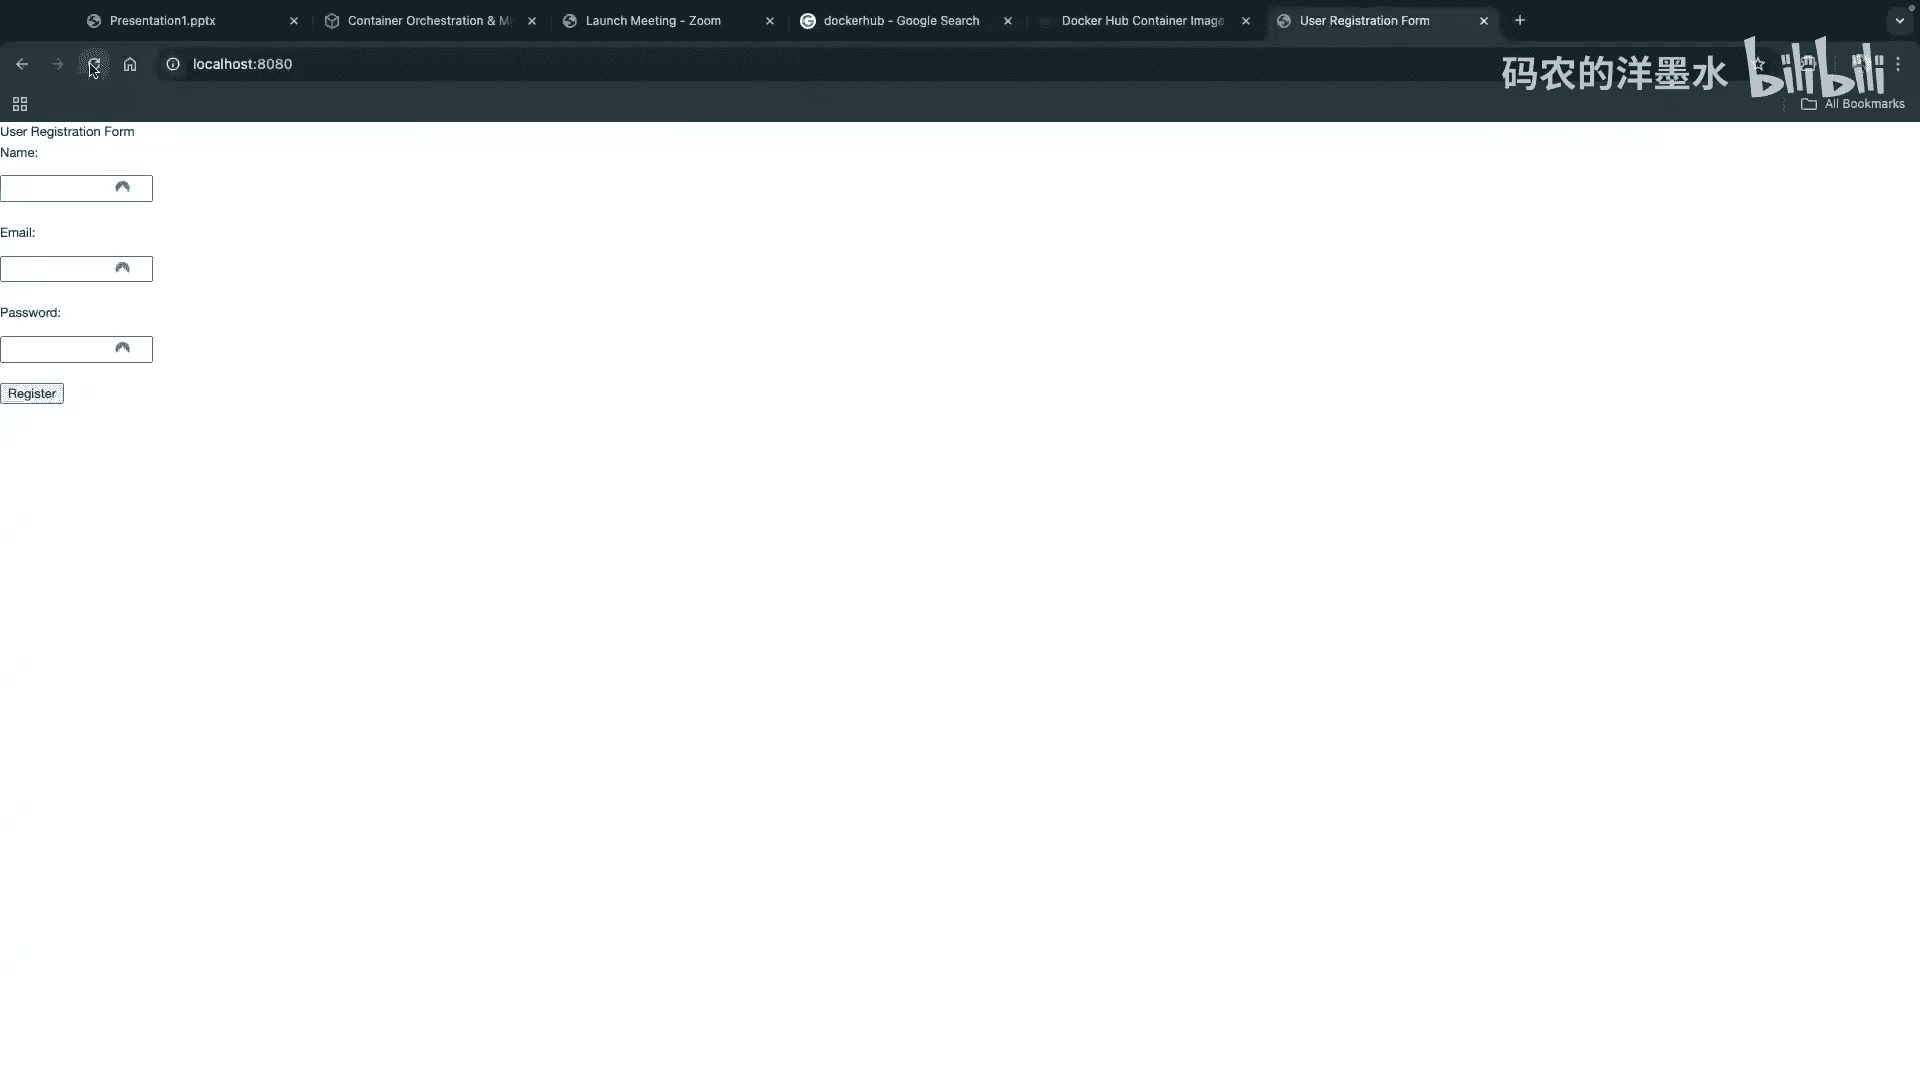 Presentation1.pptx
Container Orchestration & M
Launch Meeting - Zoom
dockerhub - Google Search
Docker Hub Container Image
User Registration Form
localhost:8080
码农的洋墨水 bilibili
All Bookmarks
User Registration Form
Name:
Email:
Password:
Register